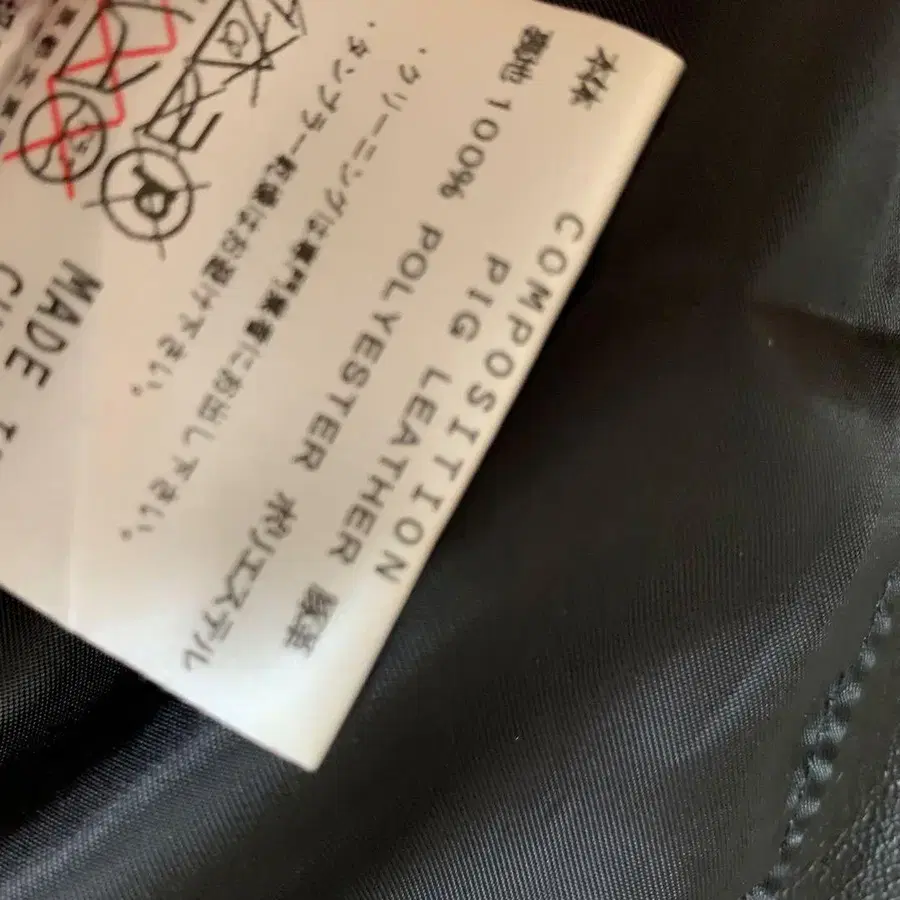 COMPOSITION
本体 PIG LEATHER 豚革
裏地 100% POLYESTER ポリエステル
・クリーニングは専門業者にお出し下さい。
・タンブラー乾燥はお避け下さい。
MADE